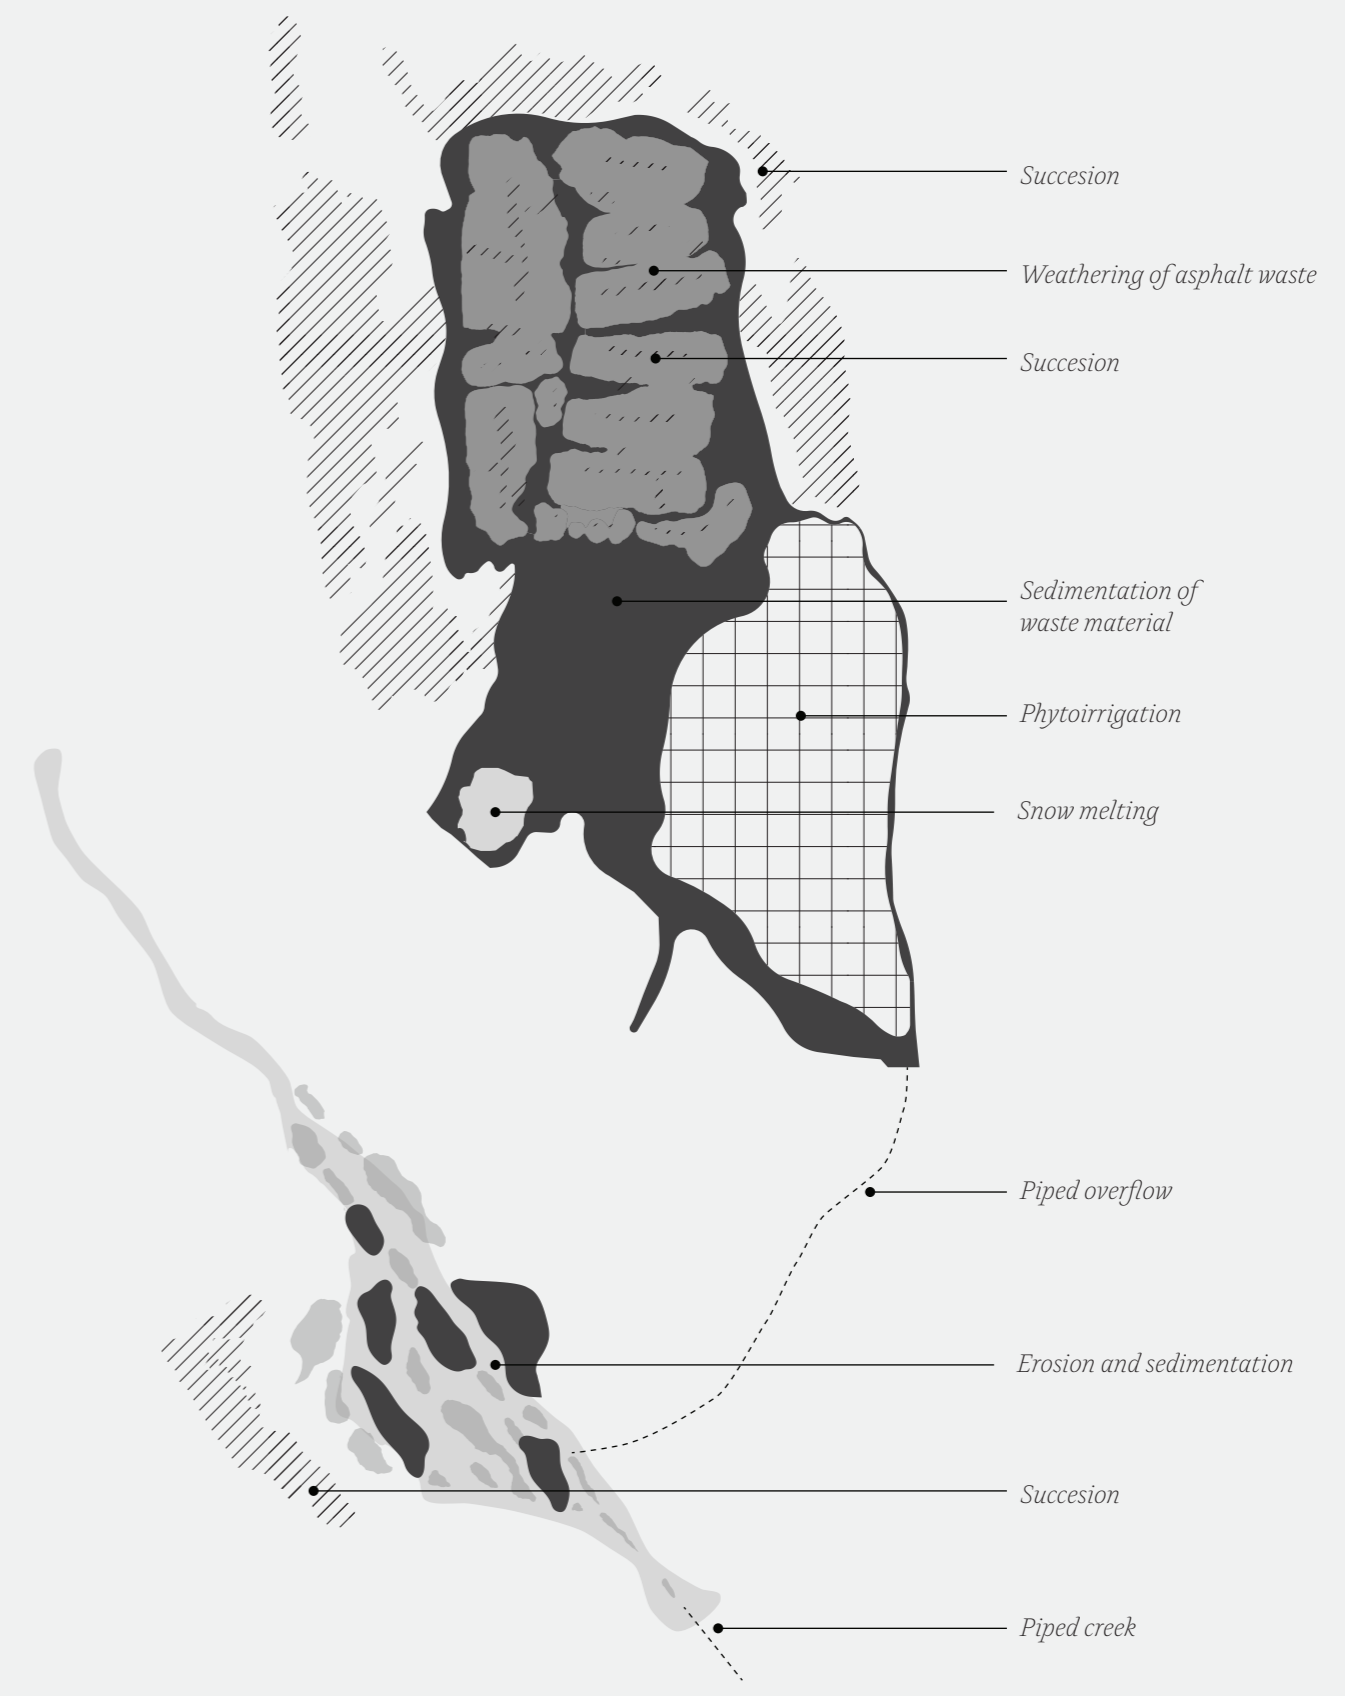 Succesion
Weathering of asphalt waste
Succesion
Sedimentation of
waste material
Phytoirrigation
Snow melting
Piped overflow
Erosion and sedimentation
Succesion
Piped creek